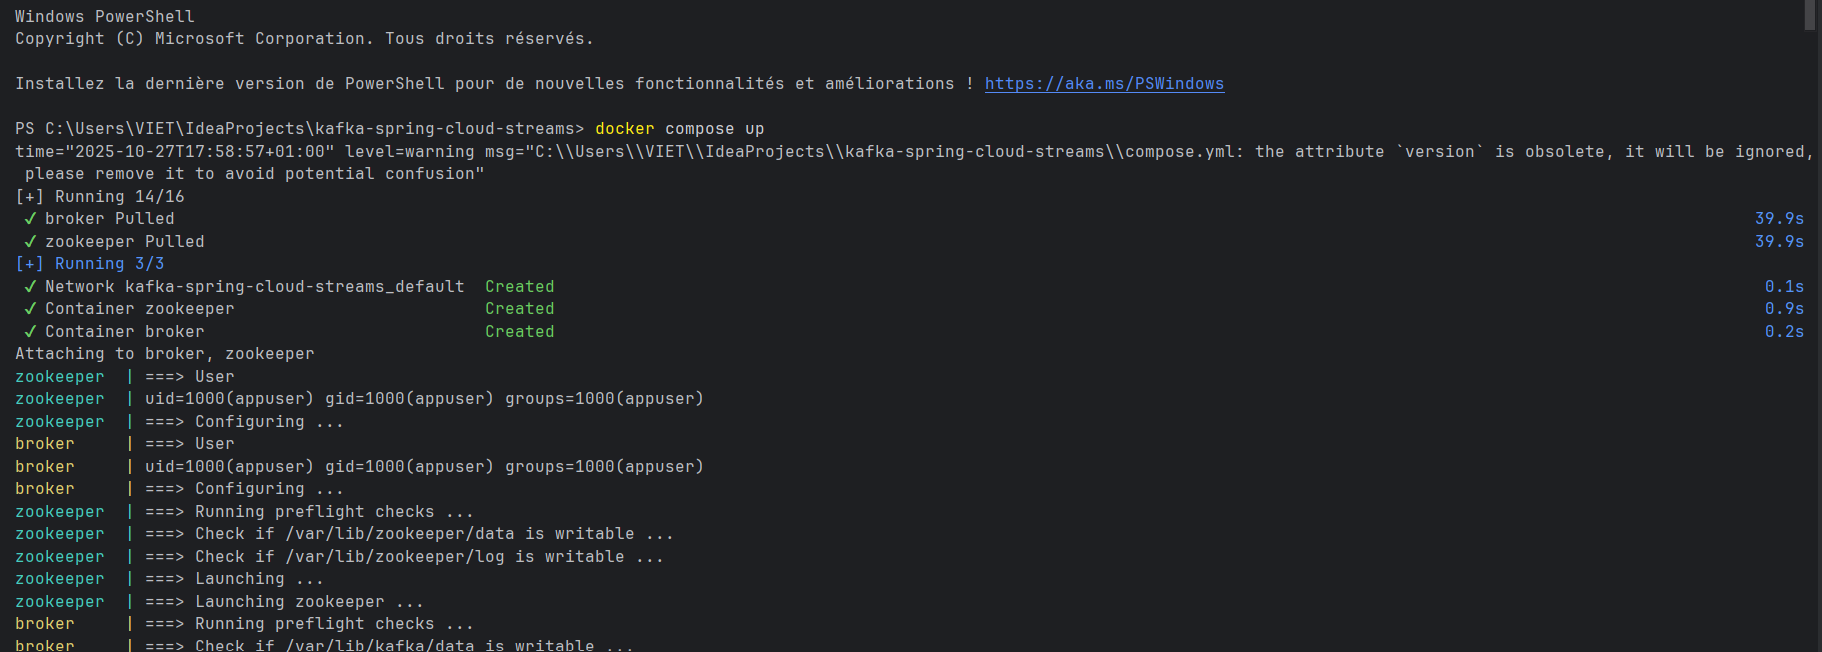 Windows PowerShell
Copyright (C) Microsoft Corporation. Tous droits réservés.
Installez la dernière version de PowerShell pour de nouvelles fonctionnalités et améliorations ! https://aka.ms/PSWindows
PS C:\Users\VIET\IdeaProjects\kafka-spring-cloud-streams> docker compose up
time="2025-10-27T17:58:57+01:00" level=warning msg="C:\\Users\\VIET\\IdeaProjects\\kafka-spring-cloud-streams\\compose.yml: the attribute `version` is obsolete, it will be ignored,
please remove it to avoid potential confusion"
[+] Running 14/16
✓ broker Pulled 39.9s
✓ zookeeper Pulled 39.9s
[+] Running 3/3
✓ Network kafka-spring-cloud-streams_default Created 0.1s
✓ Container zookeeper Created 0.9s
✓ Container broker Created 0.2s
Attaching to broker, zookeeper
zookeeper | ===> User
zookeeper | uid=1000(appuser) gid=1000(appuser) groups=1000(appuser)
zookeeper | ===> Configuring ...
broker | ===> User
broker | uid=1000(appuser) gid=1000(appuser) groups=1000(appuser)
broker | ===> Configuring ...
zookeeper | ===> Running preflight checks ...
zookeeper | ===> Check if /var/lib/zookeeper/data is writable ...
zookeeper | ===> Check if /var/lib/zookeeper/log is writable ...
zookeeper | ===> Launching ...
zookeeper | ===> Launching zookeeper ...
broker | ===> Running preflight checks ...
broker | ===> Check if /var/lib/kafka/data is writable ...